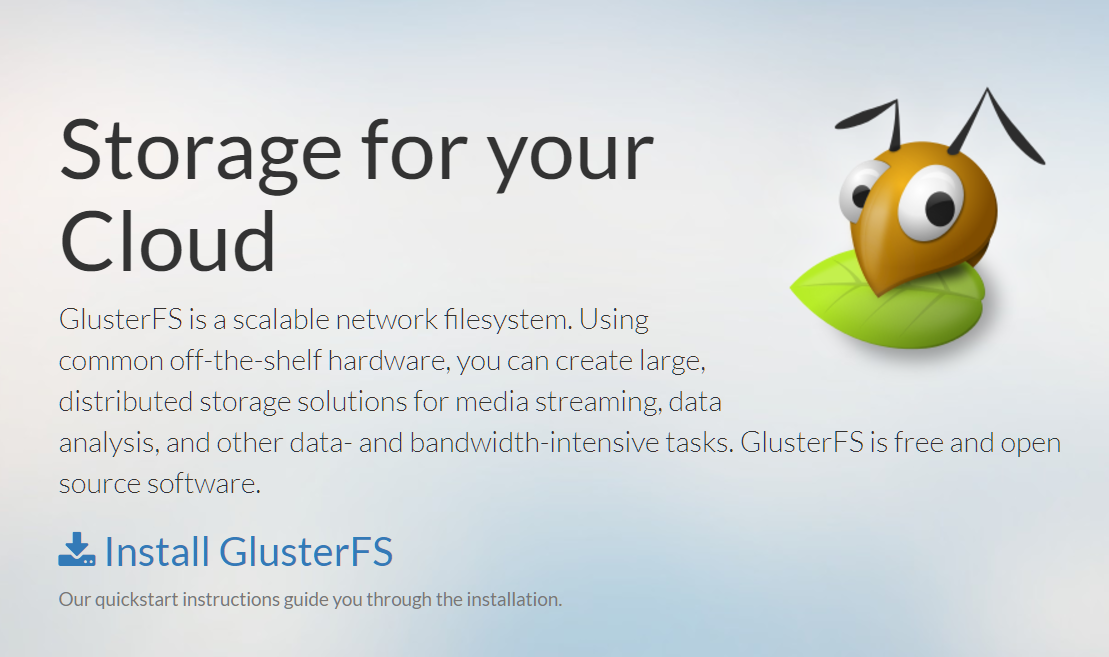 Storage for your
Cloud
GlusterFS is a scalable network filesystem. Using
common off-the-shelf hardware, you can create large,
distributed storage solutions for media streaming, data
analysis, and other data- and bandwidth-intensive tasks. GlusterFS is free and open
source software.
Install GlusterFS
Our quickstart instructions guide you through the installation.